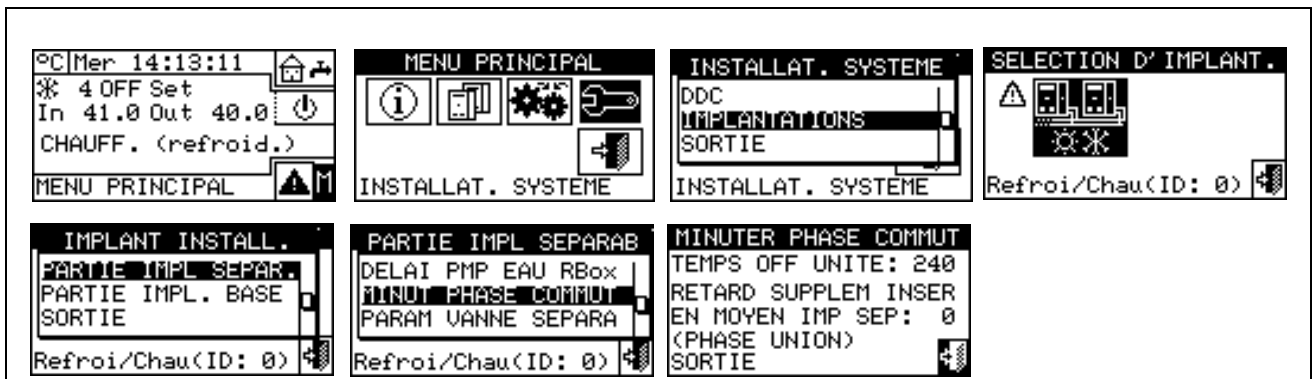 °C Mer 14:13:11
4 OFF Set
In 41.0 Out 40.0
CHAUFF. (refroid.)
MENU PRINCIPAL M
MENU PRINCIPAL
INSTALLAT. SYSTEME
INSTALLAT. SYSTEME
DDC
IMPLANTATIONS
SORTIE
INSTALLAT. SYSTEME
SELECTION D'IMPLANT.
Refroi/Chau(ID: 0)
IMPLANT INSTALL.
PARTIE IMPL SEPAR.
PARTIE IMPL. BASE
SORTIE
Refroi/Chau(ID: 0)
PARTIE IMPL SEPARAB
DELAI PMP EAU RBox
MINUT PHASE COMMUT
PARAM VANNE SEPARA
Refroi/Chau(ID: 0)
MINUTER PHASE COMMUT
TEMPS OFF UNITE: 240
RETARD SUPPLEM INSER
EN MOYEN IMP SEP: 0
(PHASE UNION)
SORTIE